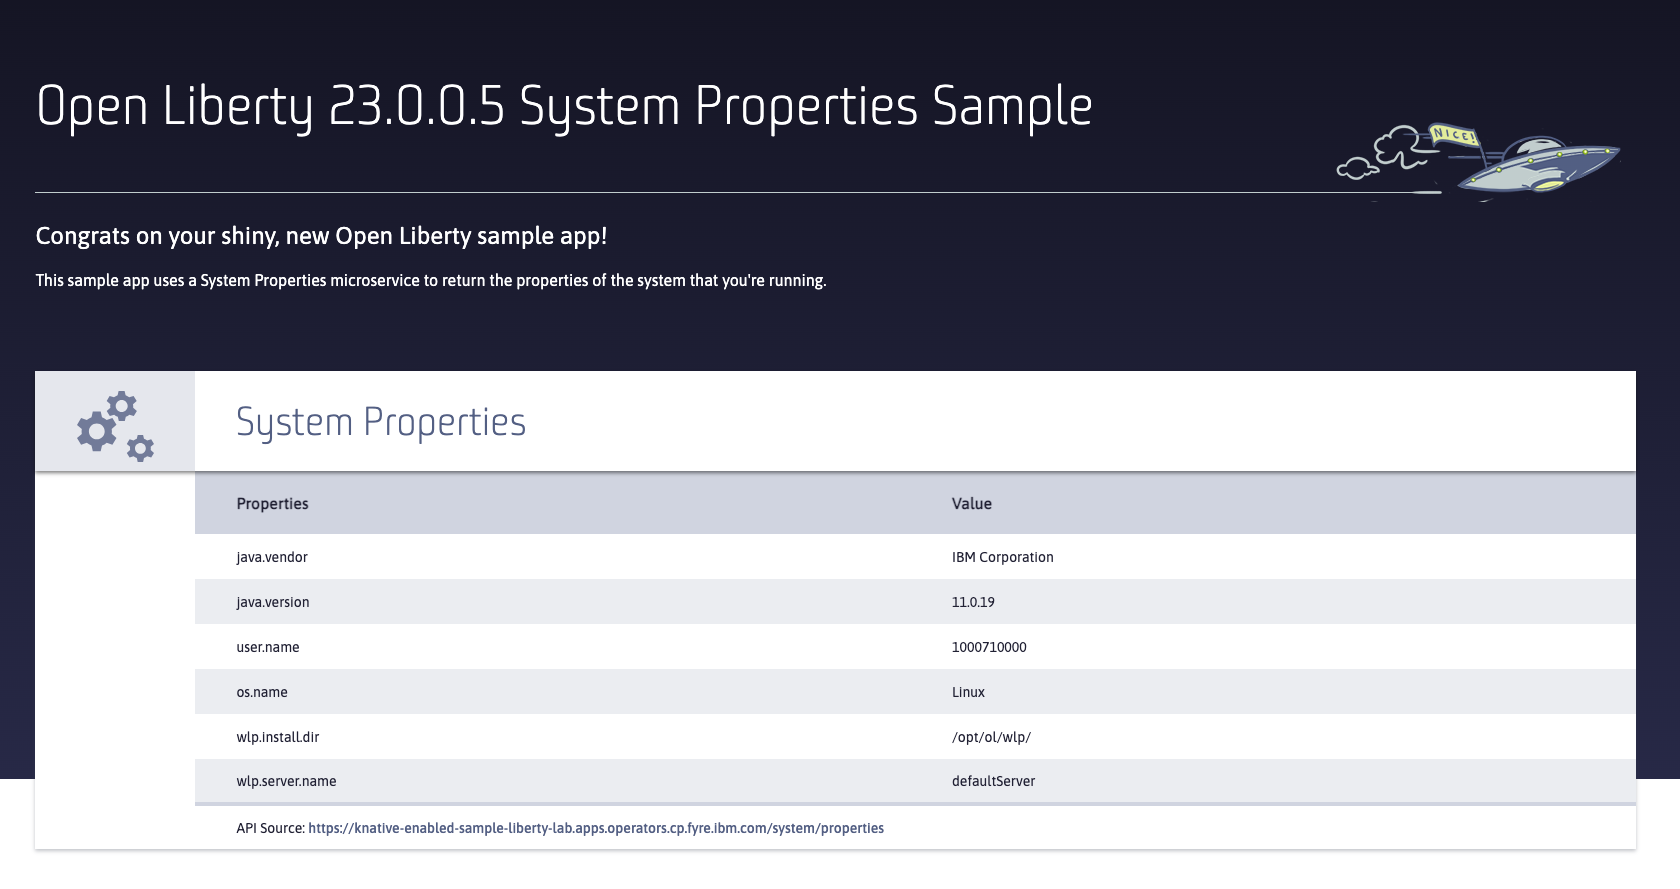 Open Liberty 23.0.0.5 System Properties Sample
NICE!
Congrats on your shiny, new Open Liberty sample app!
This sample app uses a System Properties microservice to return the properties of the system that you're running.
System Properties
Properties Value
java.vendor IBM Corporation
java.version 11.0.19
user.name 1000710000
os.name Linux
wlp.install.dir /opt/ol/wlp/
wlp.server.name defaultServer
API Source: https://knative-enabled-sample-liberty-lab.apps.operators.cp.fyre.ibm.com/system/properties